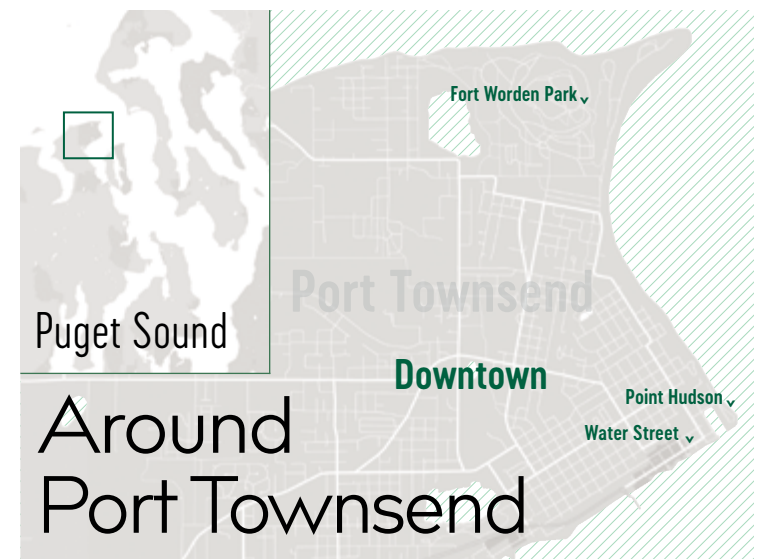 Fort Worden Park
Port Townsend
Puget Sound
Downtown
Point Hudson
Water Street
Around
Port Townsend